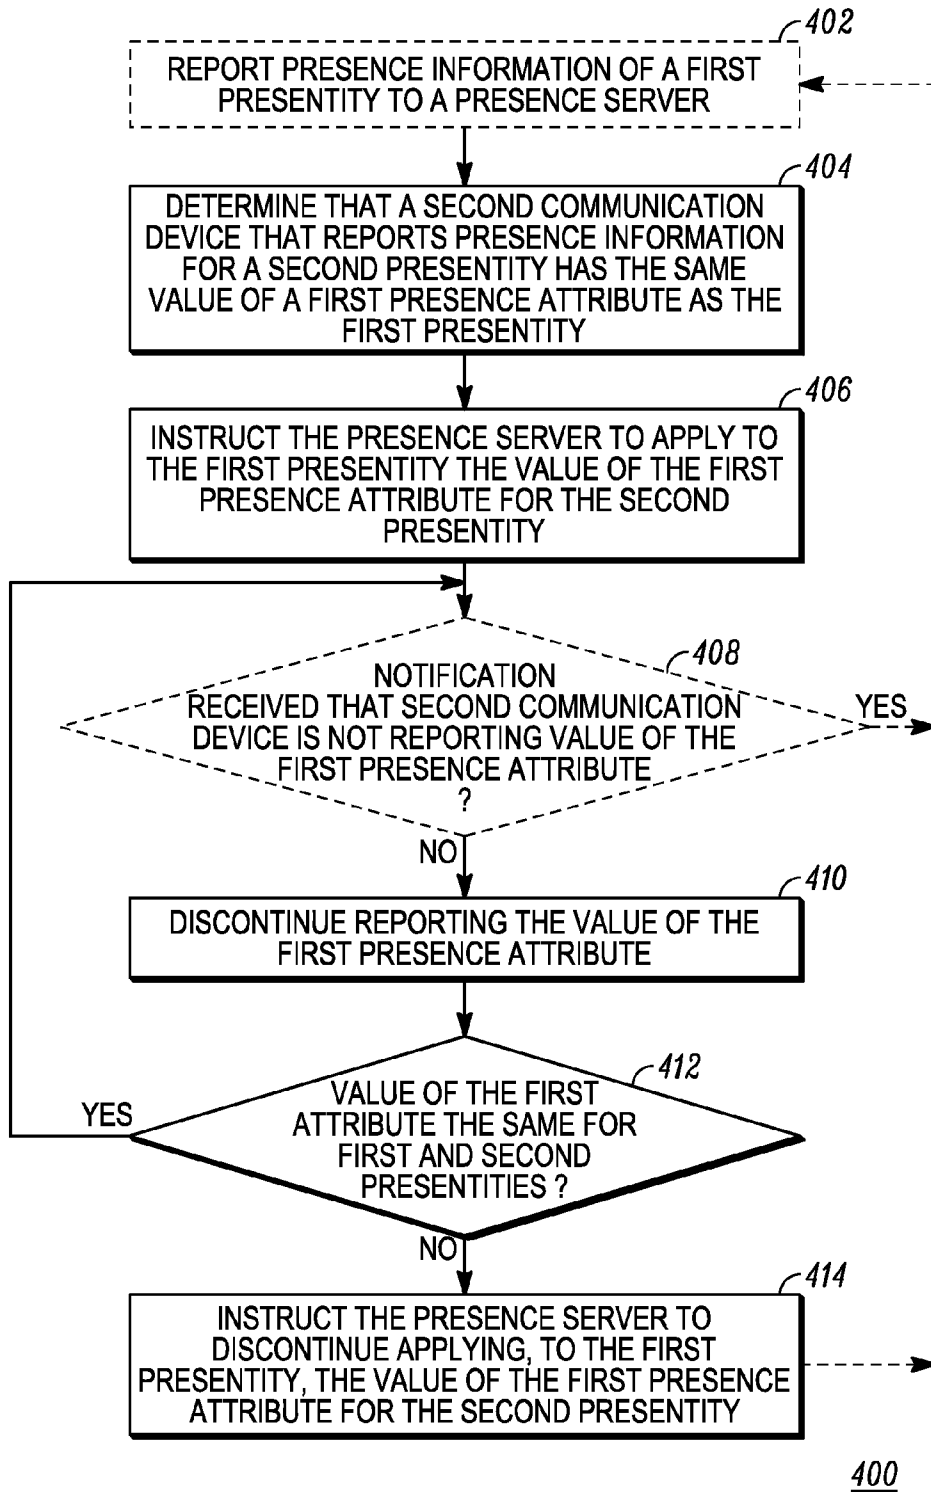 402
REPORT PRESENCE INFORMATION OF A FIRST
PRESENTITY TO A PRESENCE SERVER
404
DETERMINE THAT A SECOND COMMUNICATION
DEVICE THAT REPORTS PRESENCE INFORMATION
FOR A SECOND PRESENTITY HAS THE SAME
VALUE OF A FIRST PRESENCE ATTRIBUTE AS THE
FIRST PRESENTITY
406
INSTRUCT THE PRESENCE SERVER TO APPLY TO
THE FIRST PRESENTITY THE VALUE OF THE FIRST
PRESENCE ATTRIBUTE FOR THE SECOND
PRESENTITY
408
NOTIFICATION
RECEIVED THAT SECOND COMMUNICATION
DEVICE IS NOT REPORTING VALUE OF THE
FIRST PRESENCE ATTRIBUTE
?
YES
NO
410
DISCONTINUE REPORTING THE VALUE OF THE
FIRST PRESENCE ATTRIBUTE
412
VALUE OF THE FIRST
ATTRIBUTE THE SAME FOR
FIRST AND SECOND
PRESENTITIES ?
YES
NO
414
INSTRUCT THE PRESENCE SERVER TO
DISCONTINUE APPLYING, TO THE FIRST
PRESENTITY, THE VALUE OF THE FIRST PRESENCE
ATTRIBUTE FOR THE SECOND PRESENTITY
400